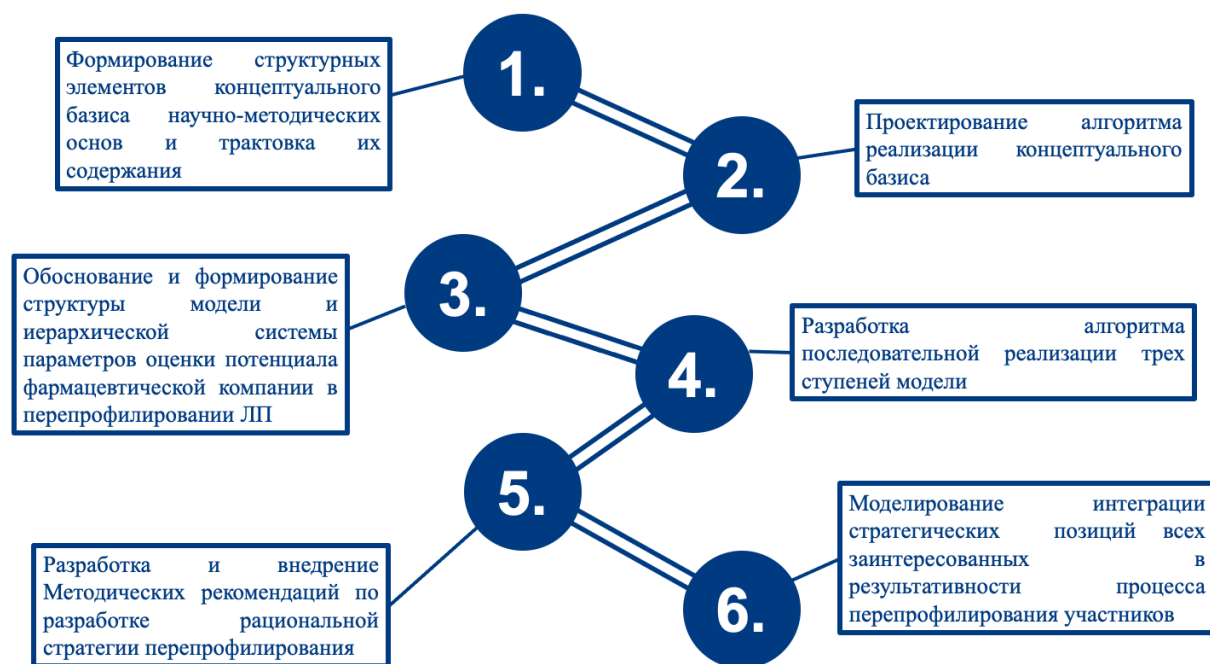 1.
Формирование структурных
элементов концептуального
базиса научно-методических
основ и трактовка их
содержания
2.
Проектирование алгоритма
реализации концептуального
базиса
3.
Обоснование и формирование
структуры модели и
иерархической системы
параметров оценки потенциала
фармацевтической компании в
перепрофилировании ЛП
4.
Разработка алгоритма
последовательной реализации трех
ступеней модели
5.
Разработка и внедрение
Методических рекомендаций по
разработке рациональной
стратегии перепрофилирования
6.
Моделирование интеграции
стратегических позиций всех
заинтересованных в
результативности процесса
перепрофилирования участников